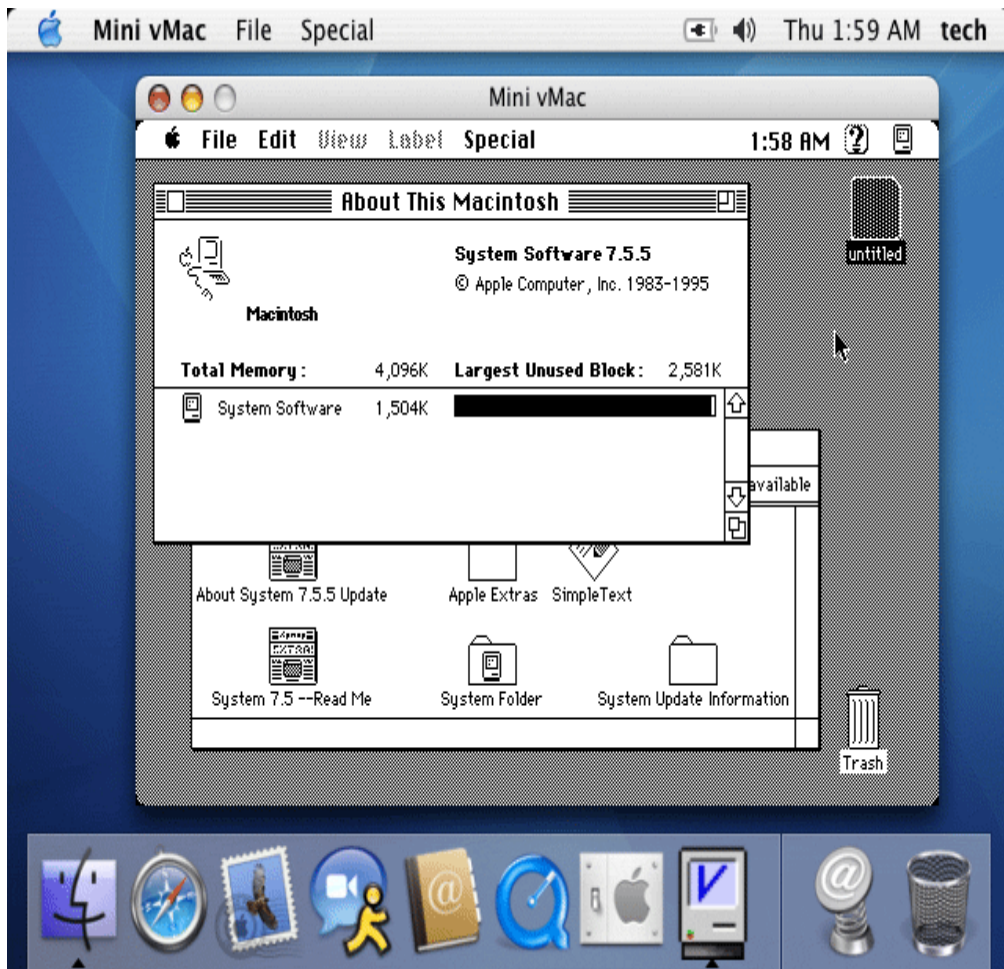 Mini vMac File Special Thu 1:59 AM tech
Mini vMac
File Edit View Label Special 1:58 AM
About This Macintosh
untitled
System Software 7.5.5
© Apple Computer, Inc. 1983-1995
Macintosh
Total Memory: 4,096K Largest Unused Block: 2,581K
System Software 1,504K
available
About System 7.5.5 Update Apple Extras SimpleText
System 7.5 --Read Me System Folder System Update Information
Trash